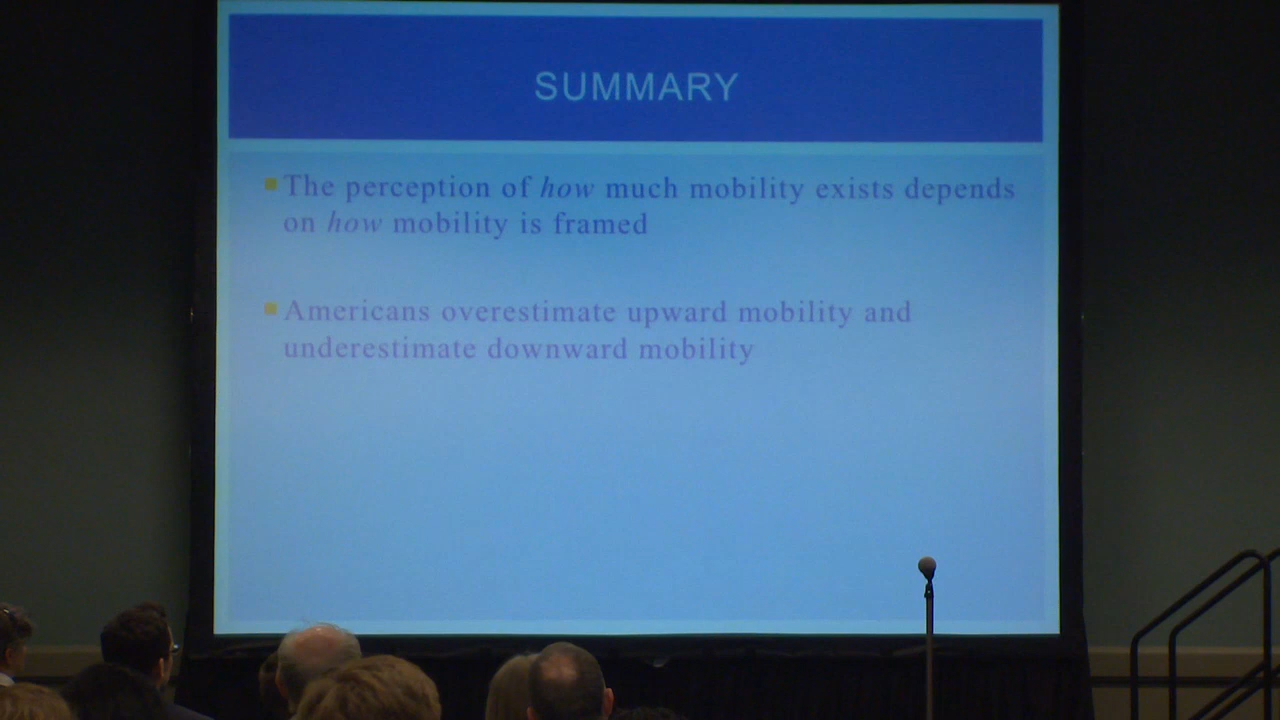 SUMMARY
The perception of how much mobility exists depends
on how mobility is framed
Americans overestimate upward mobility and
underestimate downward mobility